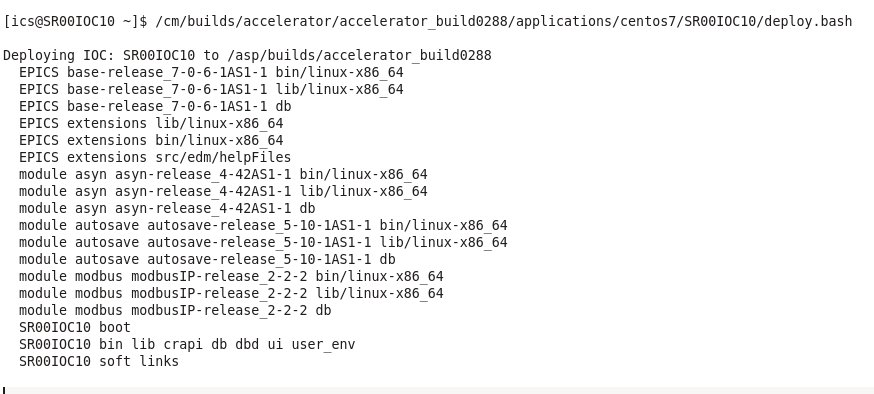 [ics@SR00IOC10 ~]$ /cm/builds/accelerator/accelerator_build0288/applications/centos7/SR00IOC10/deploy.bash
Deploying IOC: SR00IOC10 to /asp/builds/accelerator_build0288
EPICS base-release_7-0-6-1AS1-1 bin/linux-x86_64
EPICS base-release_7-0-6-1AS1-1 lib/linux-x86_64
EPICS base-release_7-0-6-1AS1-1 db
EPICS extensions lib/linux-x86_64
EPICS extensions bin/linux-x86_64
EPICS extensions src/edm/helpFiles
module asyn asyn-release_4-42AS1-1 bin/linux-x86_64
module asyn asyn-release_4-42AS1-1 lib/linux-x86_64
module asyn asyn-release_4-42AS1-1 db
module autosave autosave-release_5-10-1AS1-1 bin/linux-x86_64
module autosave autosave-release_5-10-1AS1-1 lib/linux-x86_64
module autosave autosave-release_5-10-1AS1-1 db
module modbus modbusIP-release_2-2-2 bin/linux-x86_64
module modbus modbusIP-release_2-2-2 lib/linux-x86_64
module modbus modbusIP-release_2-2-2 db
SR00IOC10 boot
SR00IOC10 bin lib crapi db dbd ui user_env
SR00IOC10 soft links